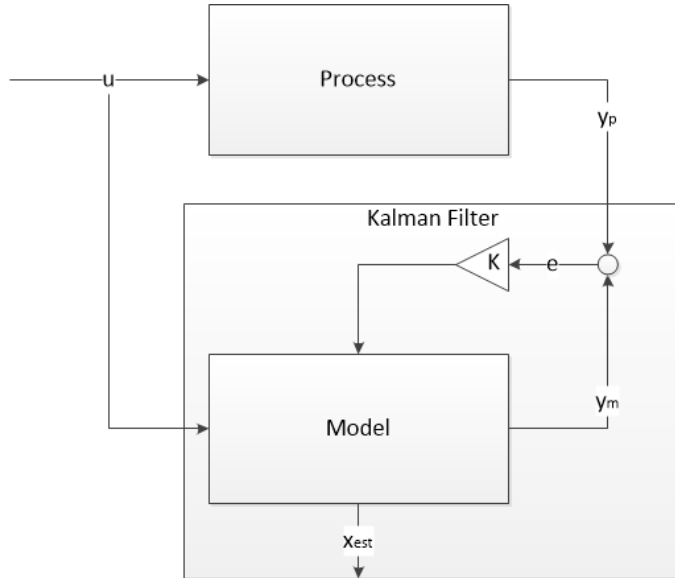 Process
u
yp
Kalman Filter
K
e
Model
ym
xest